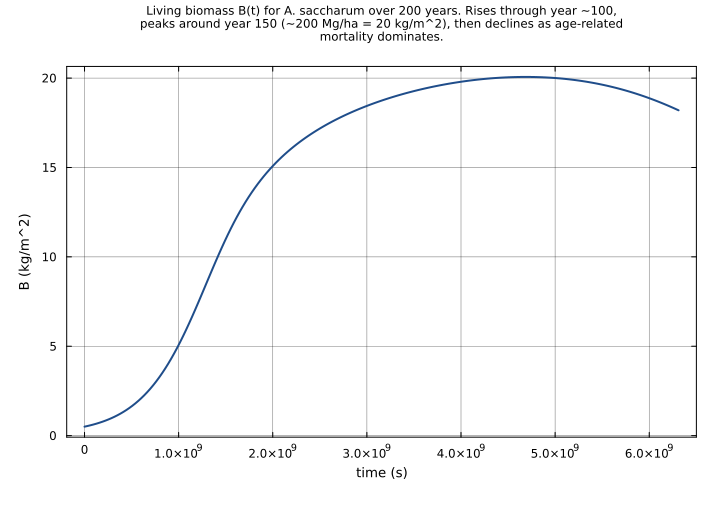 Living biomass B(t) for A. saccharum over 200 years. Rises through year ~100,
peaks around year 150 (~200 Mg/ha = 20 kg/m^2), then declines as age-related
mortality dominates.
20
15
10
5
0
B (kg/m^2)
0 1.0×10⁹ 2.0×10⁹ 3.0×10⁹ 4.0×10⁹ 5.0×10⁹ 6.0×10⁹
time (s)